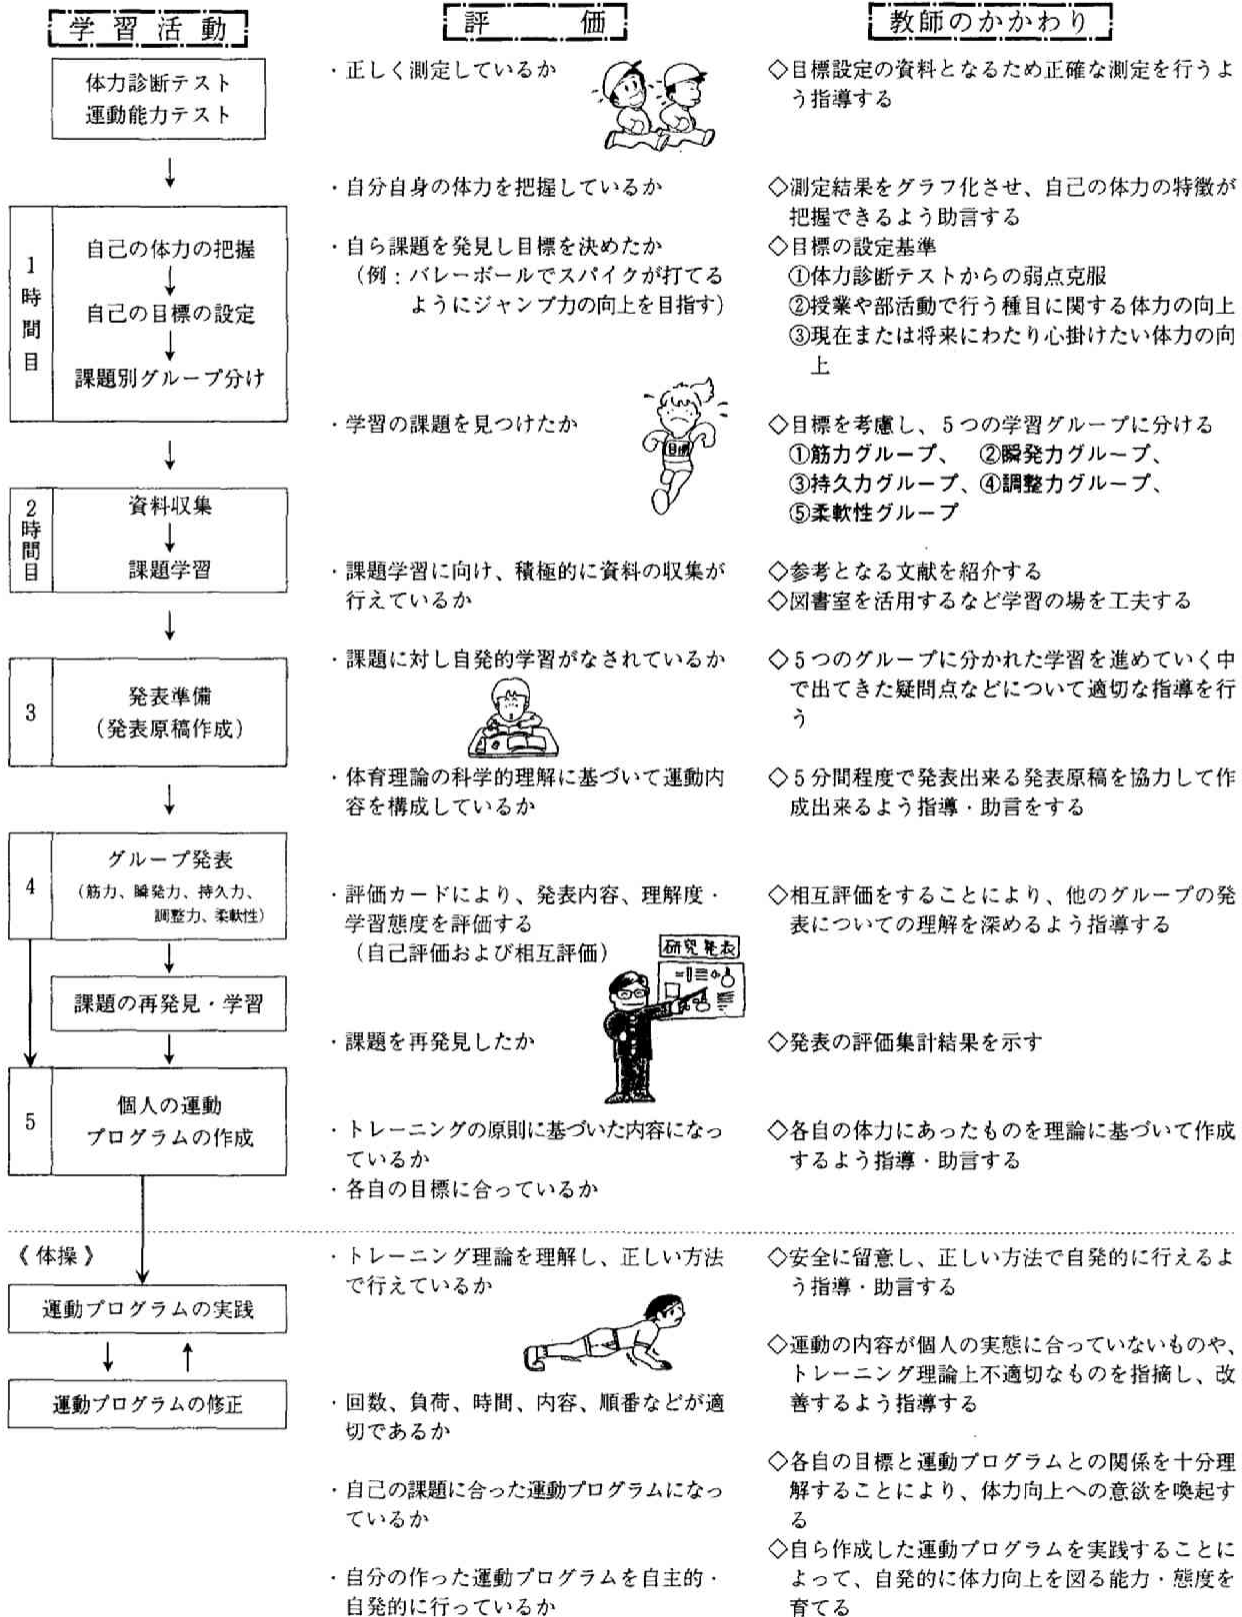 学習活動
体力診断テスト
運動能力テスト
1時間目
自己の体力の把握
自己の目標の設定
課題別グループ分け
2時間目
資料収集
課題学習
3
発表準備
(発表原稿作成)
4
グループ発表
(筋力、瞬発力、持久力、
調整力、柔軟性)
課題の再発見・学習
5
個人の運動
プログラムの作成
《体操》
運動プログラムの実践
運動プログラムの修正
評価
・正しく測定しているか
・自分自身の体力を把握しているか
・自ら課題を発見し目標を決めたか
(例：バレーボールでスパイクが打てる
ようにジャンプ力の向上を目指す)
・学習の課題を見つけたか
目標
・課題学習に向け、積極的に資料の収集が
行えているか
・課題に対し自発的学習がなされているか
・体育理論の科学的理解に基づいて運動内
容を構成しているか
・評価カードにより、発表内容、理解度・
学習態度を評価する
(自己評価および相互評価)
研究発表
・課題を再発見したか
・トレーニングの原則に基づいた内容になっ
ているか
・各自の目標に合っているか
・トレーニング理論を理解し、正しい方法
で行えているか
・回数、負荷、時間、内容、順番などが適
切であるか
・自己の課題に合った運動プログラムになっ
ているか
・自分の作った運動プログラムを自主的・
自発的に行っているか
教師のかかわり
◇目標設定の資料となるため正確な測定を行うよ
う指導する
◇測定結果をグラフ化させ、自己の体力の特徴が
把握できるよう助言する
◇目標の設定基準
①体力診断テストからの弱点克服
②授業や部活動で行う種目に関する体力の向上
③現在または将来にわたり心掛けたい体力の向
上
◇目標を考慮し、5つの学習グループに分ける
①筋力グループ、 ②瞬発力グループ、
③持久力グループ、④調整力グループ、
⑤柔軟性グループ
◇参考となる文献を紹介する
◇図書室を活用するなど学習の場を工夫する
◇5つのグループに分かれた学習を進めていく中
で出てきた疑問点などについて適切な指導を行
う
◇5分間程度で発表出来る発表原稿を協力して作
成出来るよう指導・助言をする
◇相互評価をすることにより、他のグループの発
表についての理解を深めるよう指導する
◇発表の評価集計結果を示す
◇各自の体力にあったものを理論に基づいて作成
するよう指導・助言する
◇安全に留意し、正しい方法で自発的に行えるよ
う指導・助言する
◇運動の内容が個人の実態に合っていないものや、
トレーニング理論上不適切なものを指摘し、改
善するよう指導する
◇各自の目標と運動プログラムとの関係を十分理
解することにより、体力向上への意欲を喚起す
る
◇自ら作成した運動プログラムを実践することに
よって、自発的に体力向上を図る能力・態度を
育てる